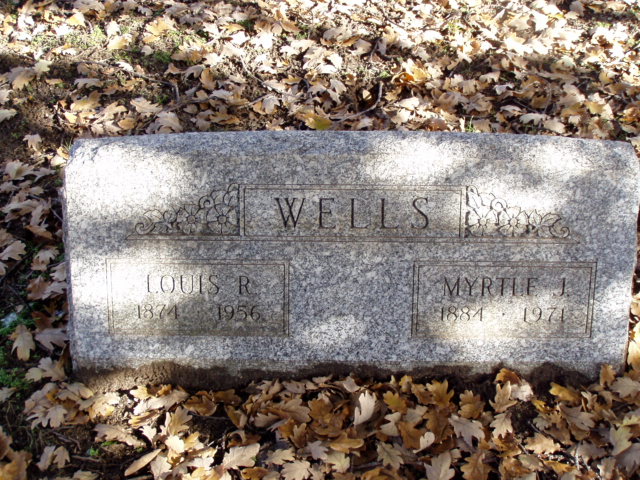 WELLS
LOUIS R.
1874 · 1956
MYRTLE J.
1884 · 1971